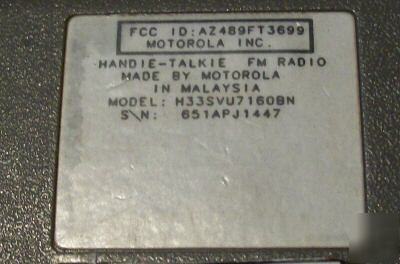 FCC ID:AZ489FT3699
MOTOROLA INC.
HANDIE-TALKIE FM RADIO
MADE BY MOTOROLA
IN MALAYSIA
MODEL: H33SVU7160BN
S\N: 651APJ1447